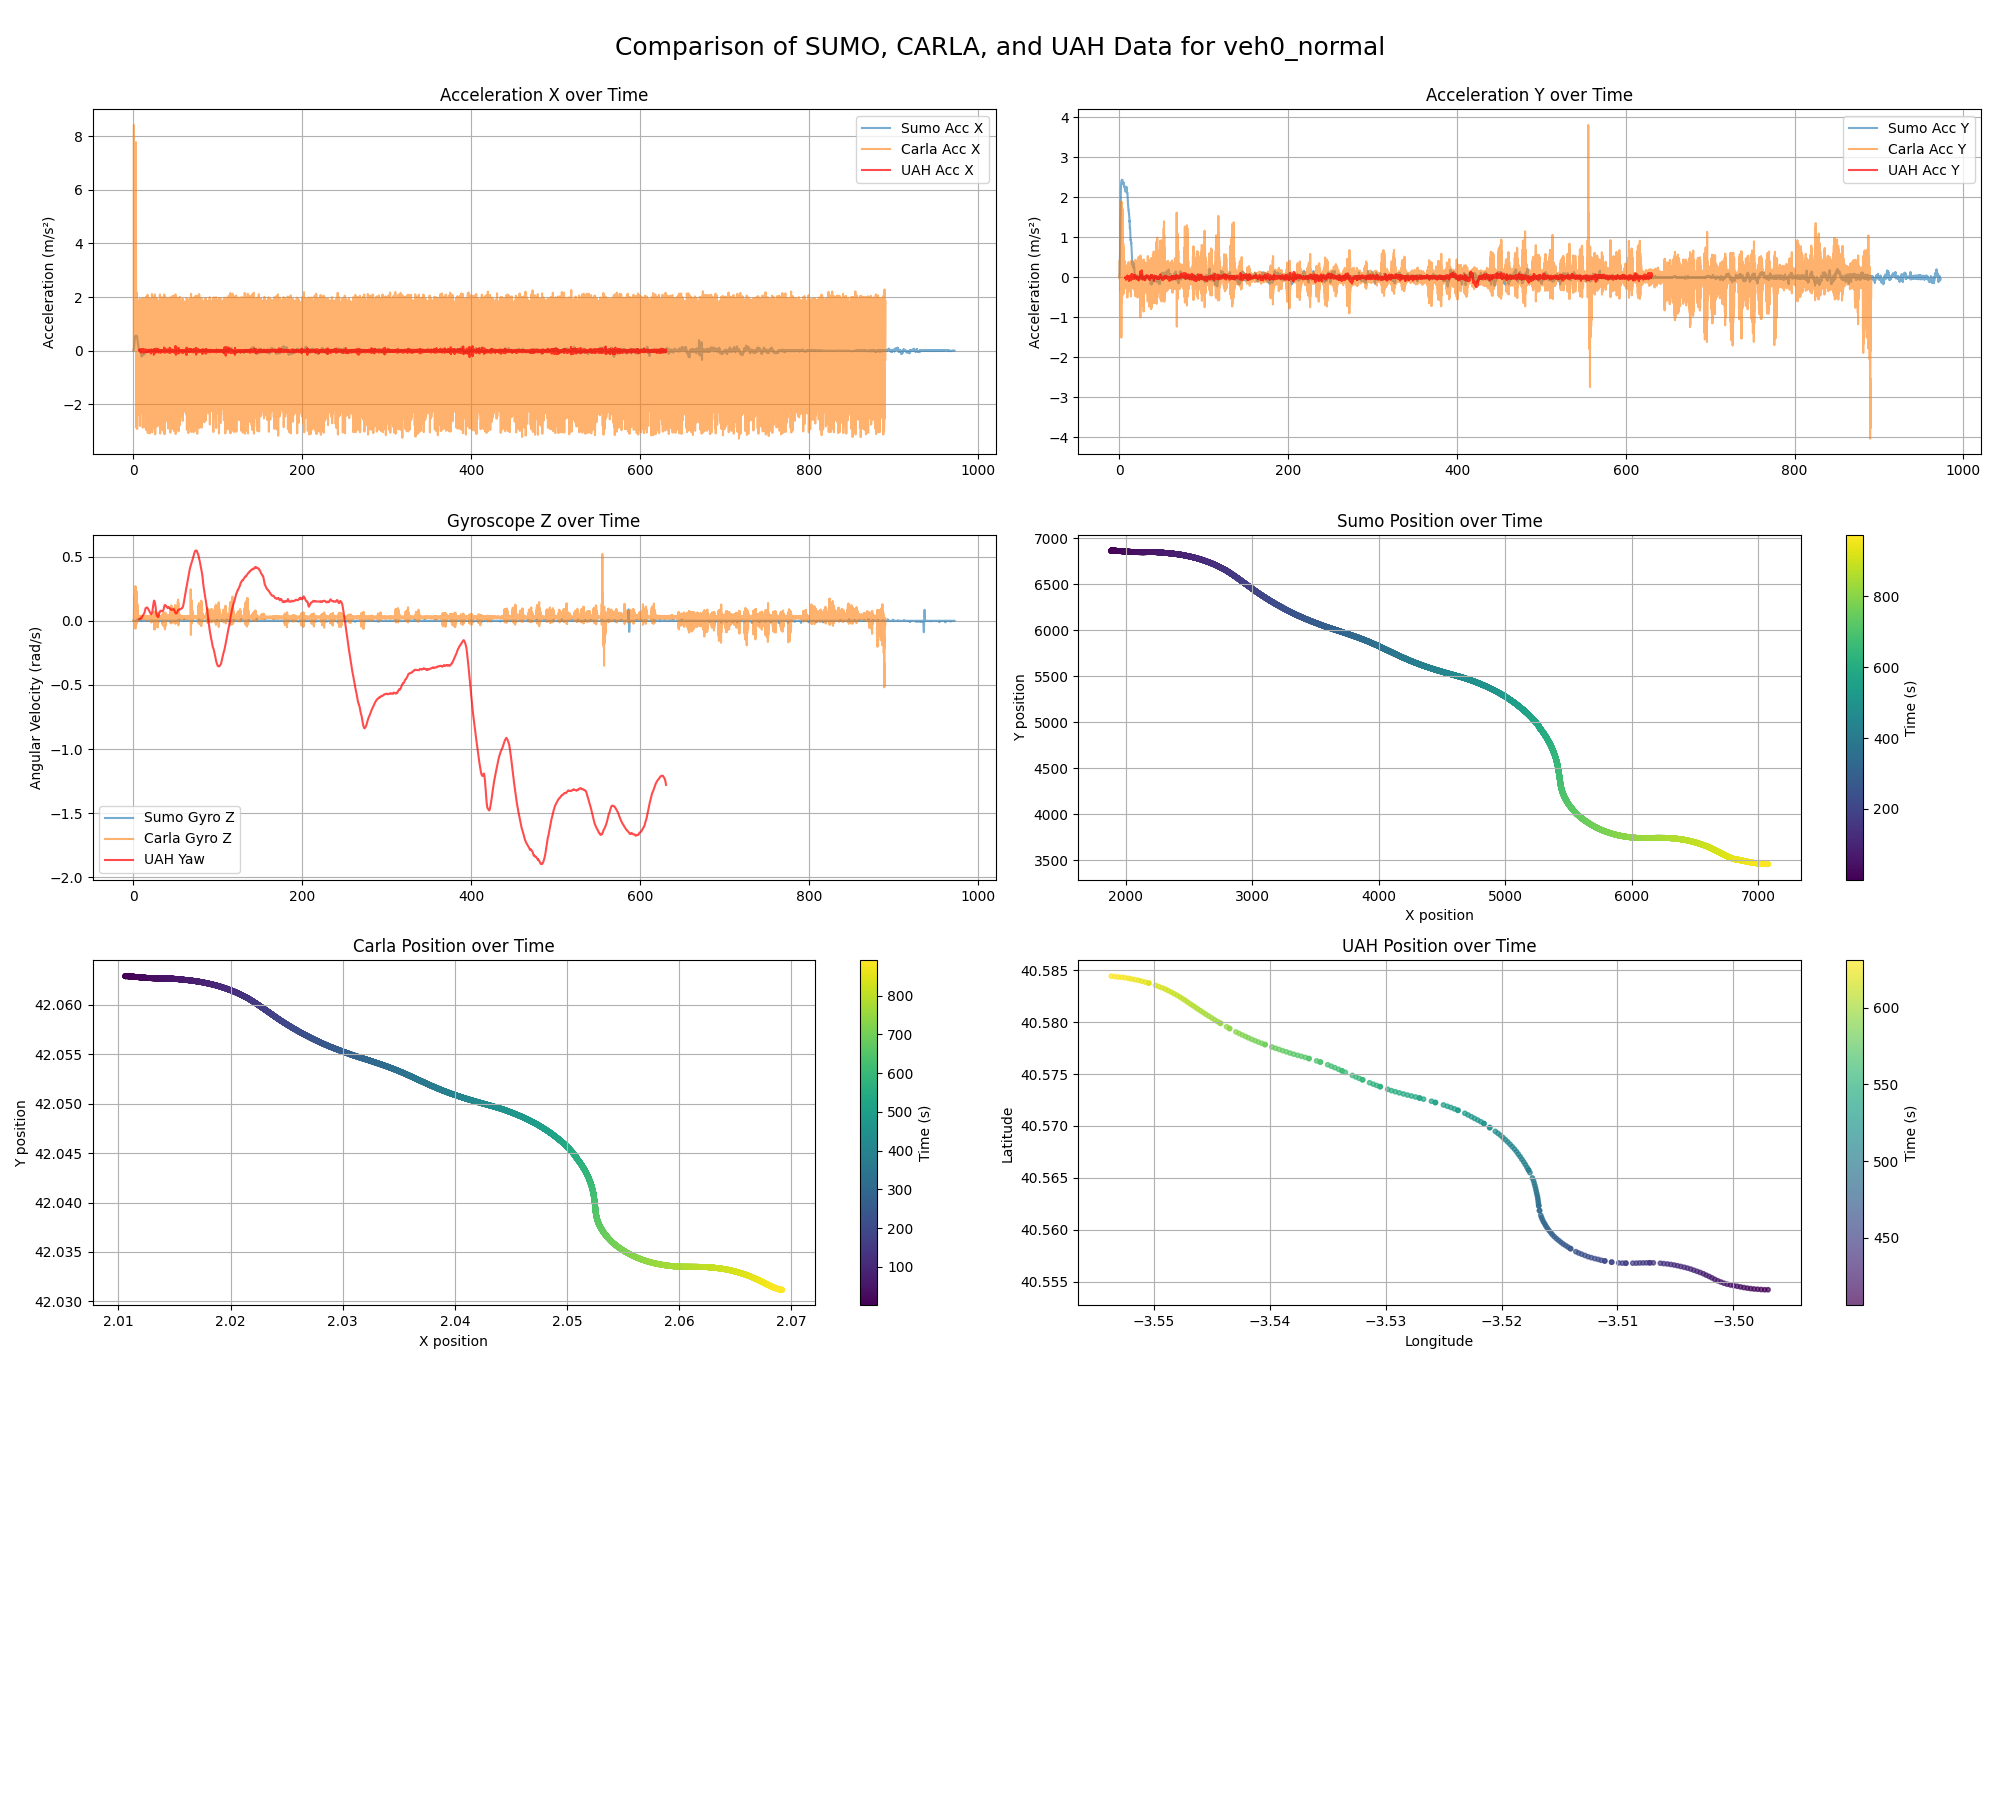 Comparison of SUMO, CARLA, and UAH Data for veh0_normal
Acceleration X over Time
Acceleration (m/s²)
8
6
4
2
0
−2
0 200 400 600 800 1000
Sumo Acc X
Carla Acc X
UAH Acc X
Acceleration Y over Time
Acceleration (m/s²)
4
3
2
1
0
−1
−2
−3
−4
0 200 400 600 800 1000
Sumo Acc Y
Carla Acc Y
UAH Acc Y
Gyroscope Z over Time
Angular Velocity (rad/s)
0.5
0.0
−0.5
−1.0
−1.5
−2.0
0 200 400 600 800 1000
Sumo Gyro Z
Carla Gyro Z
UAH Yaw
Sumo Position over Time
Y position
7000
6500
6000
5500
5000
4500
4000
3500
2000 3000 4000 5000 6000 7000
X position
800
600
400
200
Time (s)
Carla Position over Time
Y position
42.060
42.055
42.050
42.045
42.040
42.035
42.030
2.01 2.02 2.03 2.04 2.05 2.06 2.07
X position
800
700
600
500
400
300
200
100
Time (s)
UAH Position over Time
Latitude
40.585
40.580
40.575
40.570
40.565
40.560
40.555
−3.55 −3.54 −3.53 −3.52 −3.51 −3.50
Longitude
600
550
500
450
Time (s)